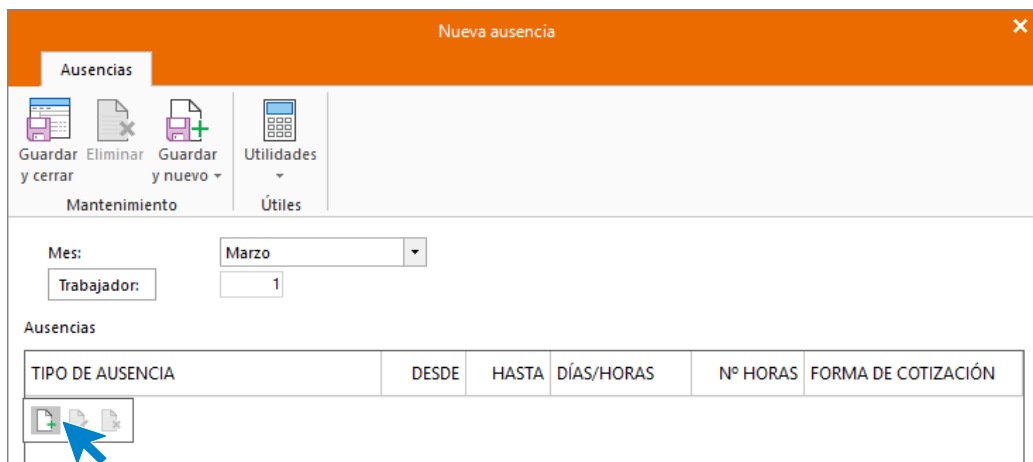 Nueva ausencia
Ausencias
Guardar y cerrar
Eliminar
Guardar y nuevo
Utilidades
Mantenimiento
Útiles
Mes: Marzo
Trabajador: 1
Ausencias
TIPO DE AUSENCIA DESDE HASTA DÍAS/HORAS Nº HORAS FORMA DE COTIZACIÓN